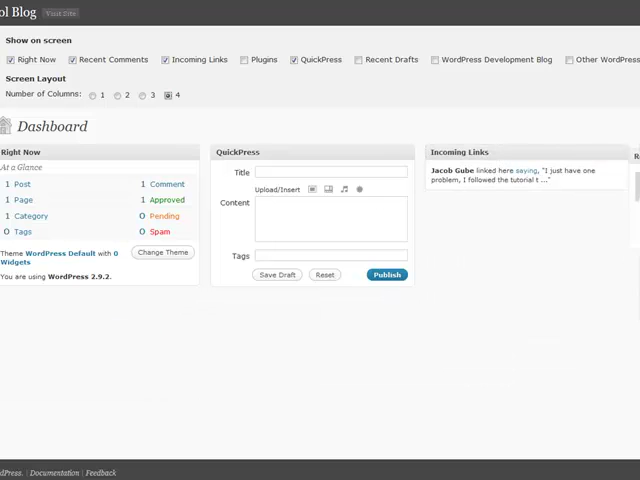 ol Blog Visit Site
Show on screen
Right Now Recent Comments Incoming Links Plugins QuickPress Recent Drafts WordPress Development Blog Other WordPress
Screen Layout
Number of Columns: 1 2 3 4
Dashboard
Right Now
At a Glance
1 Post 1 Comment
1 Page 1 Approved
1 Category 0 Pending
0 Tags 0 Spam
Theme WordPress Default with 0
Widgets
Change Theme
You are using WordPress 2.9.2.
QuickPress
Title
Upload/Insert
Content
Tags
Save Draft Reset Publish
Incoming Links
Jacob Gube linked here saying, "I just have one
problem, I followed the tutorial t ..."
R
dPress. | Documentation | Feedback